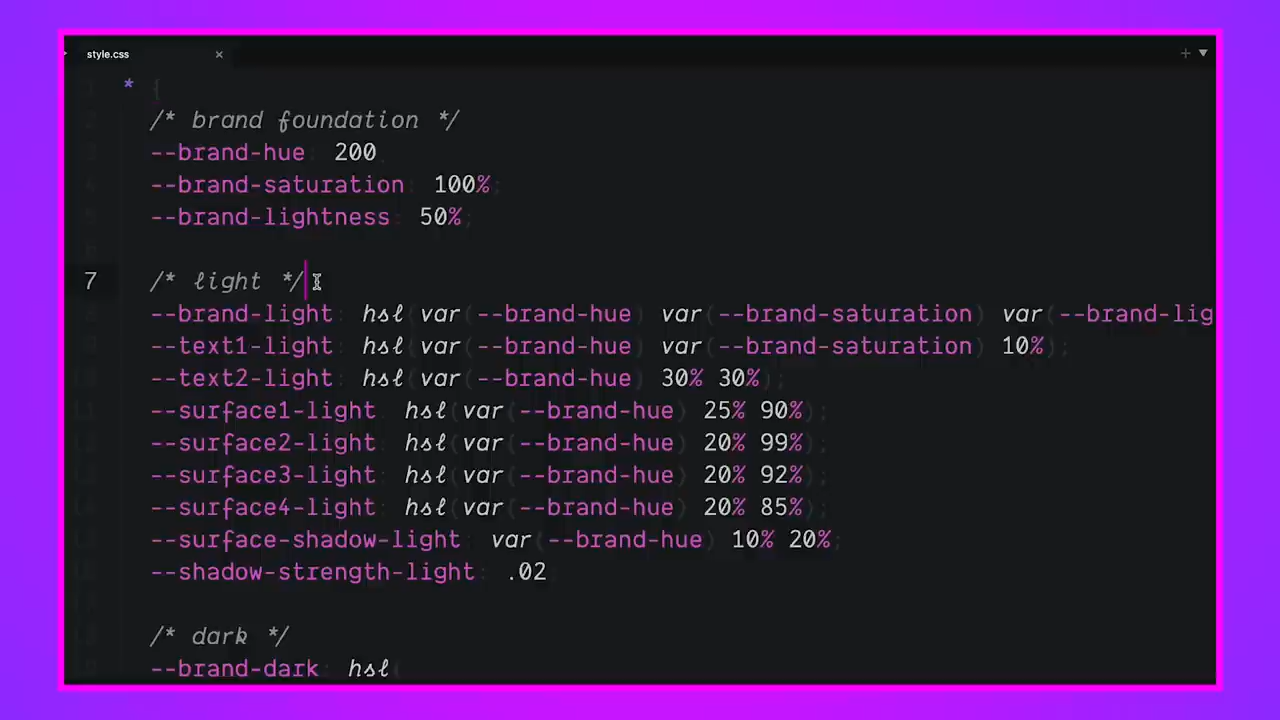 style.css
* {
/* brand foundation */
--brand-hue: 200;
--brand-saturation: 100%;
--brand-lightness: 50%;
7 /* light */
--brand-light: hsl(var(--brand-hue) var(--brand-saturation) var(--brand-lig
--text1-light: hsl(var(--brand-hue) var(--brand-saturation) 10%);
--text2-light: hsl(var(--brand-hue) 30% 30%);
--surface1-light: hsl(var(--brand-hue) 25% 90%);
--surface2-light: hsl(var(--brand-hue) 20% 99%);
--surface3-light: hsl(var(--brand-hue) 20% 92%);
--surface4-light: hsl(var(--brand-hue) 20% 85%);
--surface-shadow-light: var(--brand-hue) 10% 20%;
--shadow-strength-light: .02
/* dark */
--brand-dark: hsl(